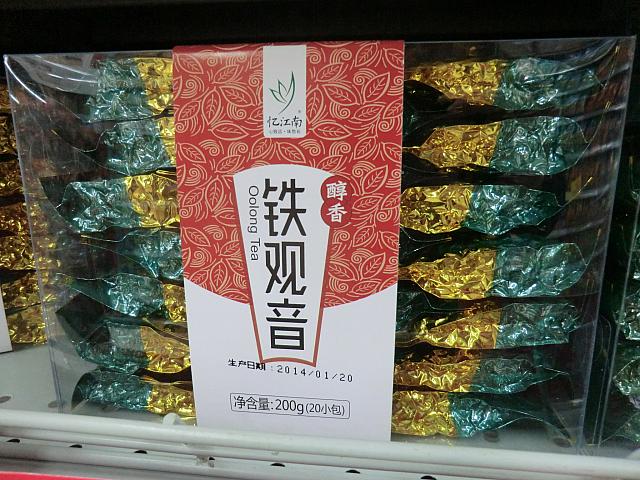 忆江南
醇香
铁观音
Oolong Tea
生产日期:2014/01/20
净含量:200g(20小包)